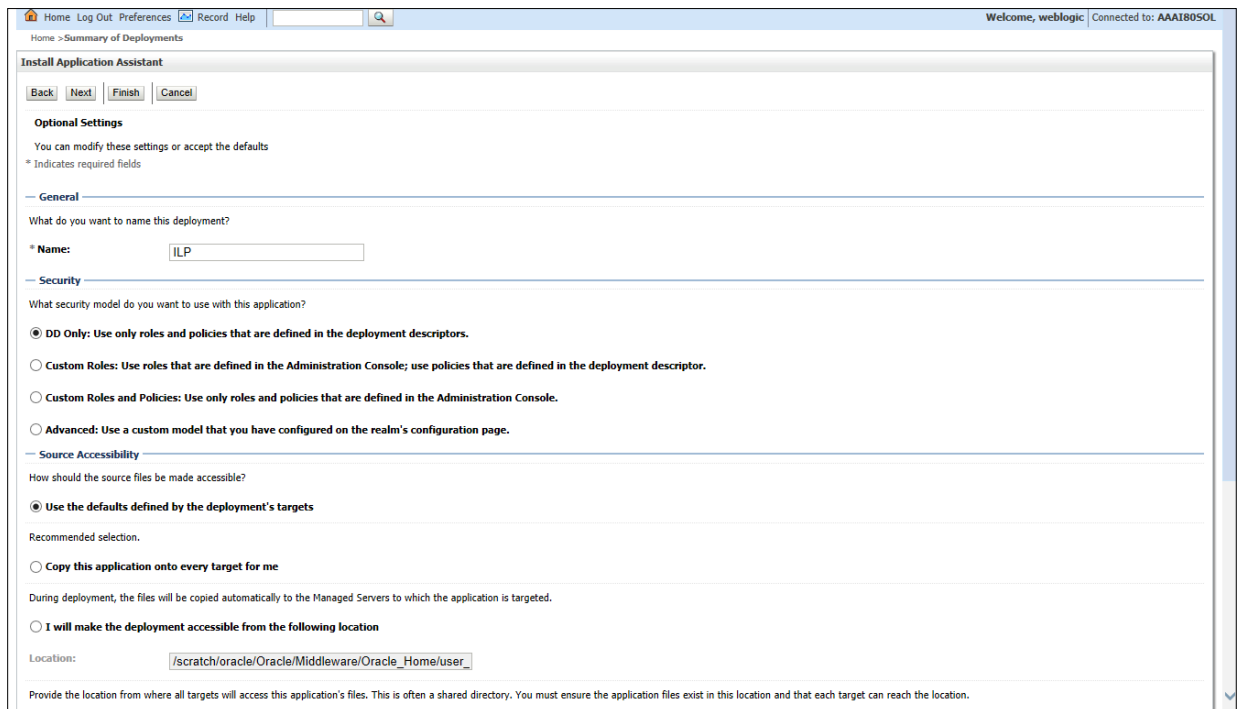 Home Log Out Preferences Record Help
Welcome, weblogic Connected to: AAAI80SOL
Home >Summary of Deployments
Install Application Assistant
Back Next Finish Cancel
Optional Settings
You can modify these settings or accept the defaults
* Indicates required fields
General
What do you want to name this deployment?
* Name: ILP
Security
What security model do you want to use with this application?
DD Only: Use only roles and policies that are defined in the deployment descriptors.
Custom Roles: Use roles that are defined in the Administration Console; use policies that are defined in the deployment descriptor.
Custom Roles and Policies: Use only roles and policies that are defined in the Administration Console.
Advanced: Use a custom model that you have configured on the realm's configuration page.
Source Accessibility
How should the source files be made accessible?
Use the defaults defined by the deployment's targets
Recommended selection.
Copy this application onto every target for me
During deployment, the files will be copied automatically to the Managed Servers to which the application is targeted.
I will make the deployment accessible from the following location
Location: /scratch/oracle/Oracle/Middleware/Oracle_Home/user_
Provide the location from where all targets will access this application's files. This is often a shared directory. You must ensure the application files exist in this location and that each target can reach the location.